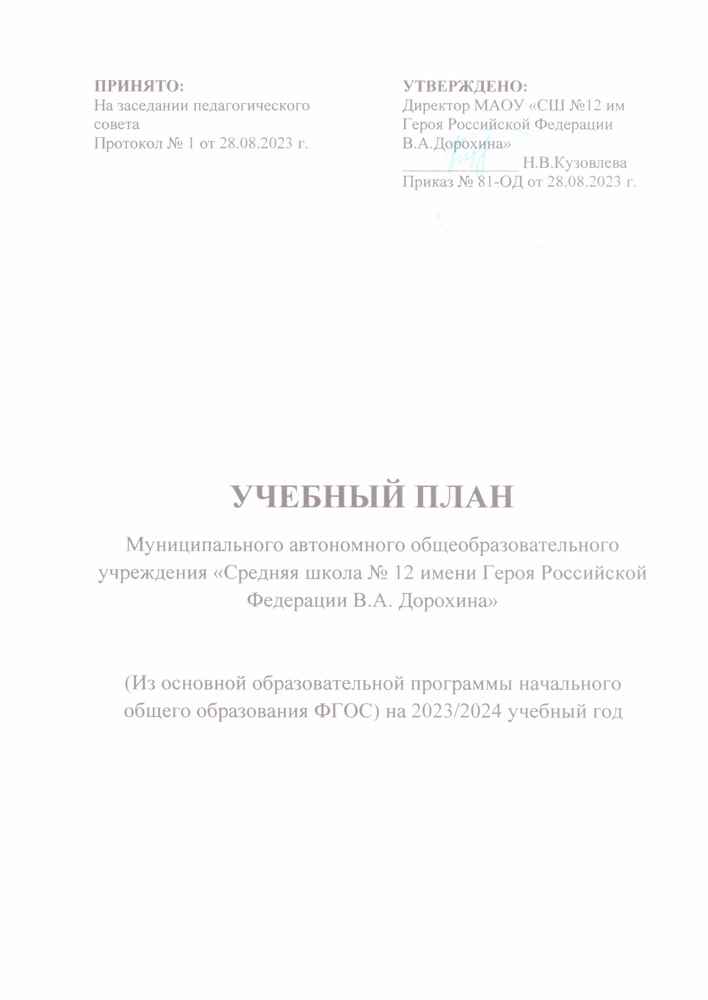 ПРИНЯТО:
На заседании педагогического
совета
Протокол № 1 от 28.08.2023 г.
УТВЕРЖДЕНО:
Директор МАОУ «СШ №12 им
Героя Российской Федерации
В.А.Дорохина»
______________ Н.В.Кузовлева
Приказ № 81-ОД от 28.08.2023 г.
УЧЕБНЫЙ ПЛАН
Муниципального автономного общеобразовательного
учреждения «Средняя школа № 12 имени Героя Российской
Федерации В.А. Дорохина»
(Из основной образовательной программы начального
общего образования ФГОС) на 2023/2024 учебный год